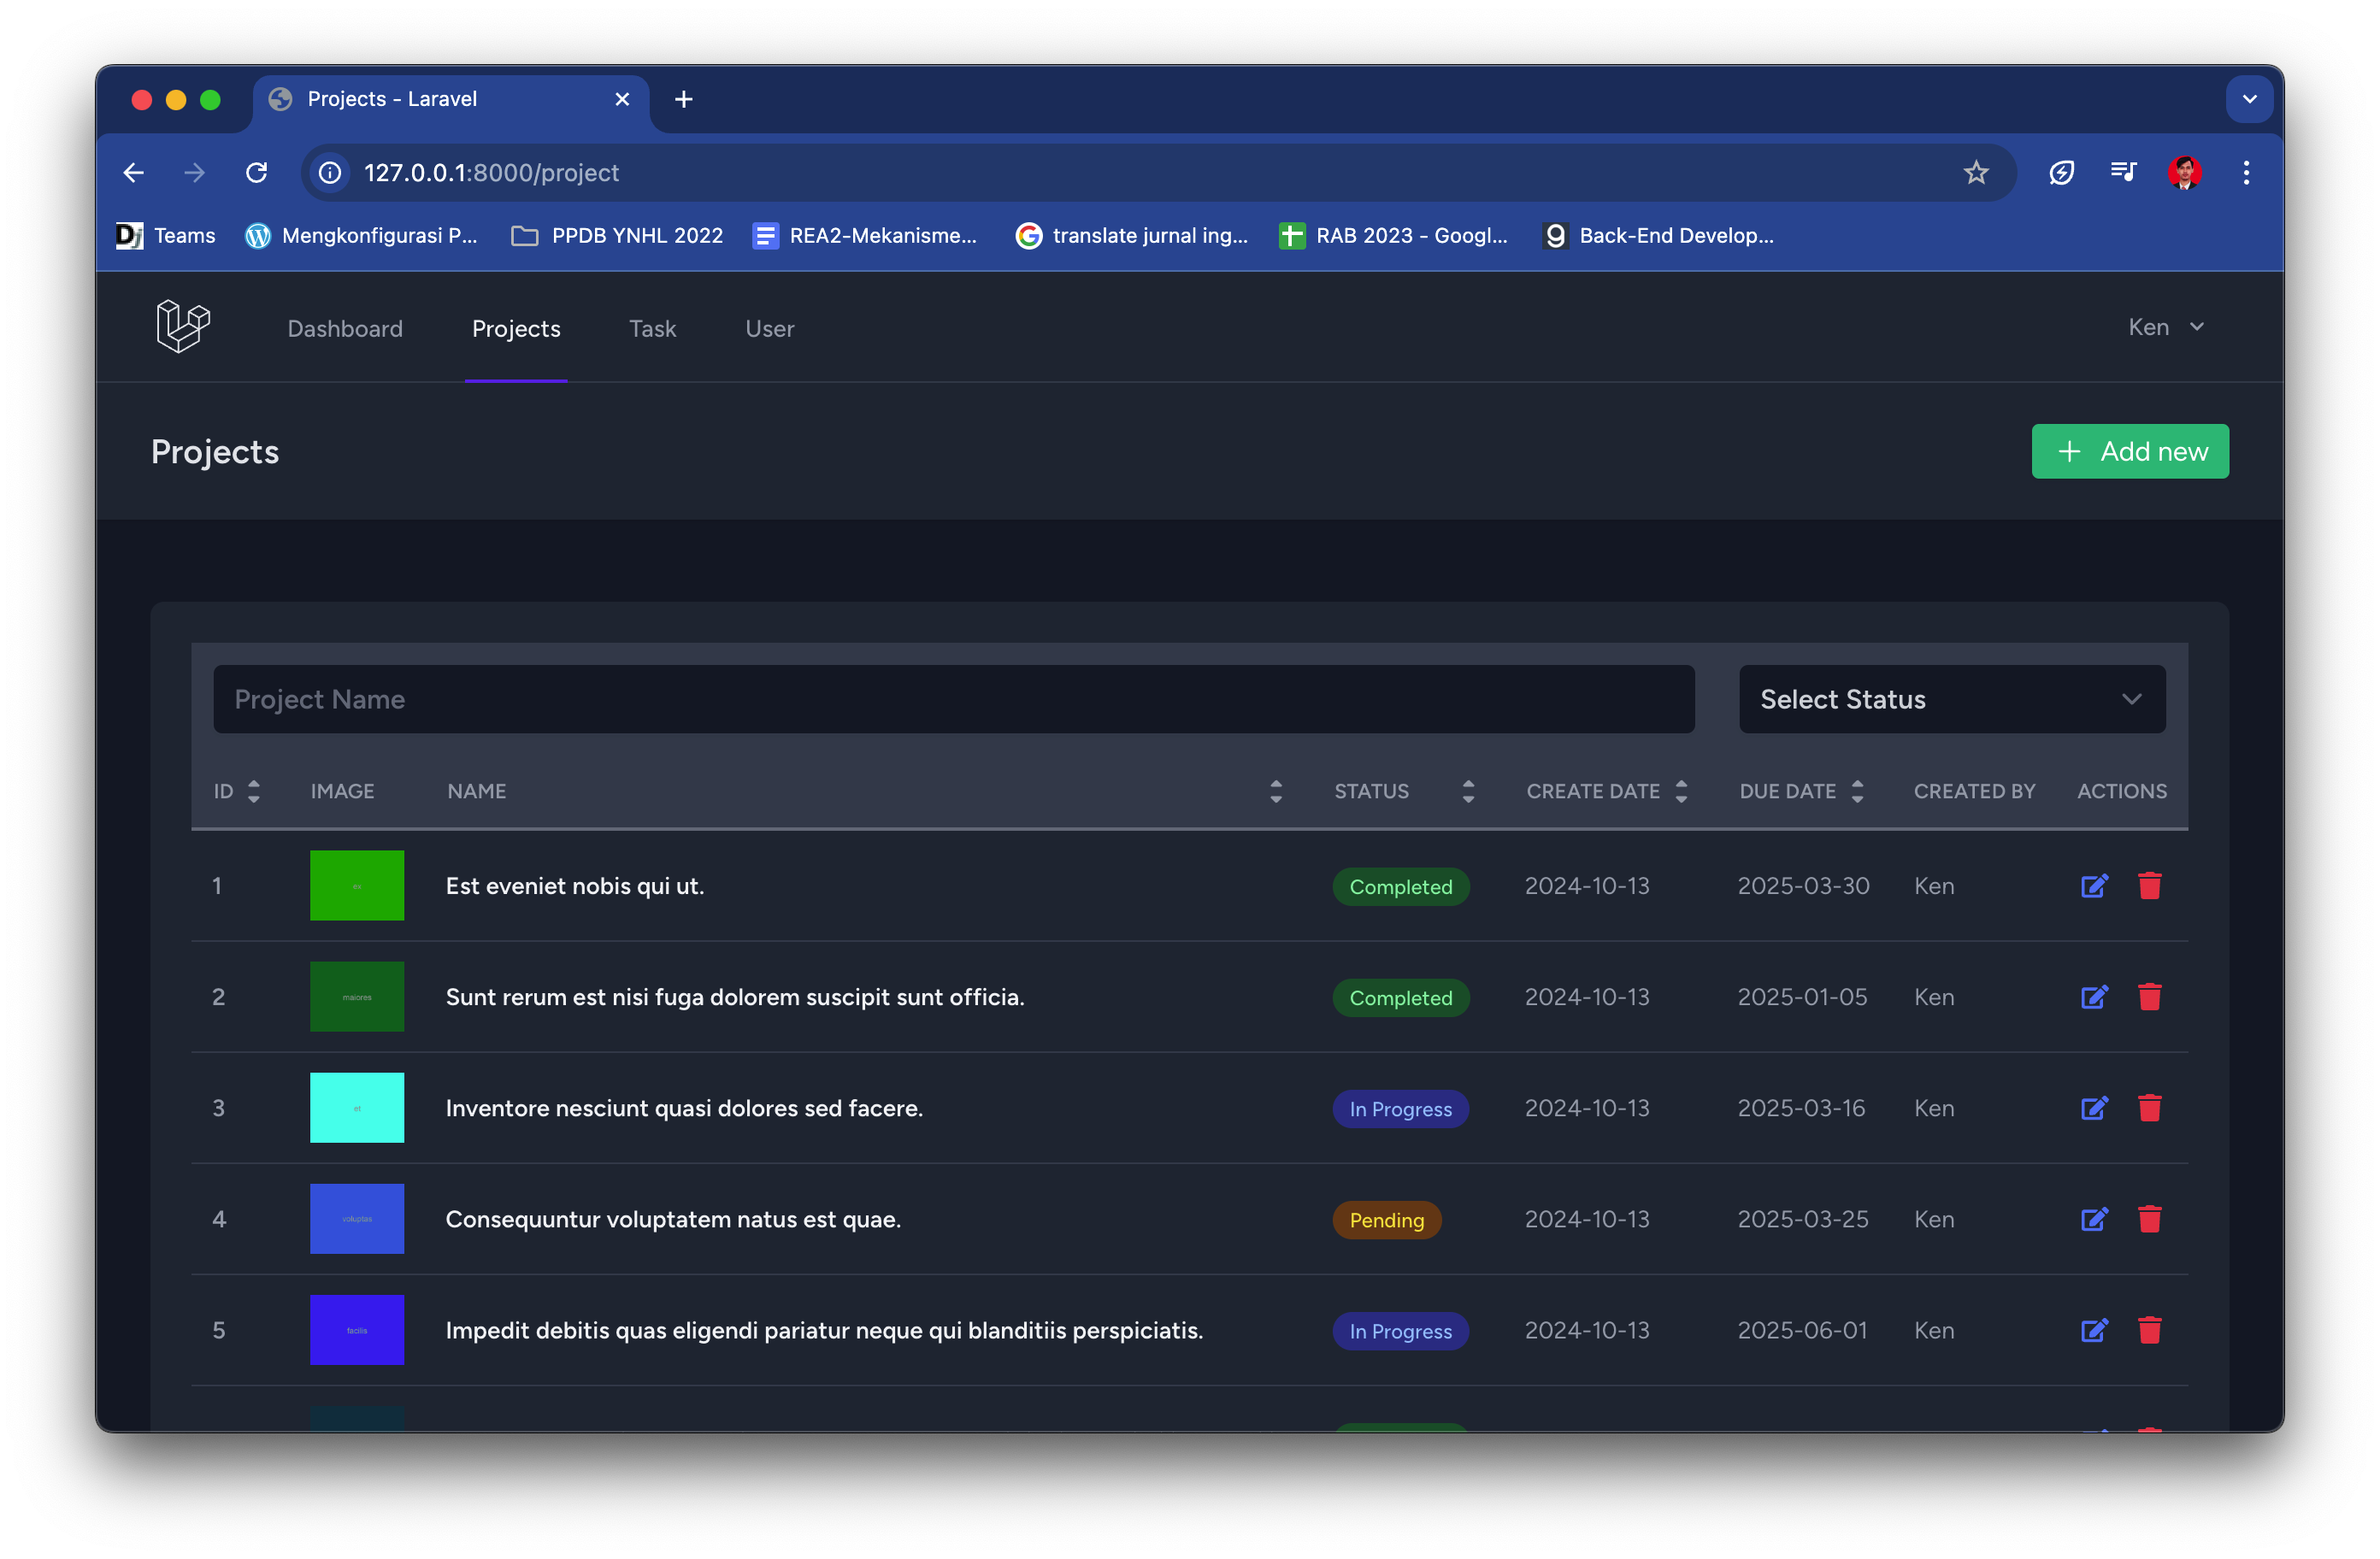 Projects - Laravel
127.0.0.1:8000/project
Teams
Mengkonfigurasi P...
PPDB YNHL 2022
REA2-Mekanisme...
translate jurnal ing...
RAB 2023 - Googl...
Back-End Develop...
Dashboard Projects Task User Ken
Projects
Add new
Project Name Select Status
ID IMAGE NAME STATUS CREATE DATE DUE DATE CREATED BY ACTIONS
1 ex Est eveniet nobis qui ut. Completed 2024-10-13 2025-03-30 Ken
2 maiores Sunt rerum est nisi fuga dolorem suscipit sunt officia. Completed 2024-10-13 2025-01-05 Ken
3 et Inventore nesciunt quasi dolores sed facere. In Progress 2024-10-13 2025-03-16 Ken
4 voluptas Consequuntur voluptatem natus est quae. Pending 2024-10-13 2025-03-25 Ken
5 facilis Impedit debitis quas eligendi pariatur neque qui blanditiis perspiciatis. In Progress 2024-10-13 2025-06-01 Ken